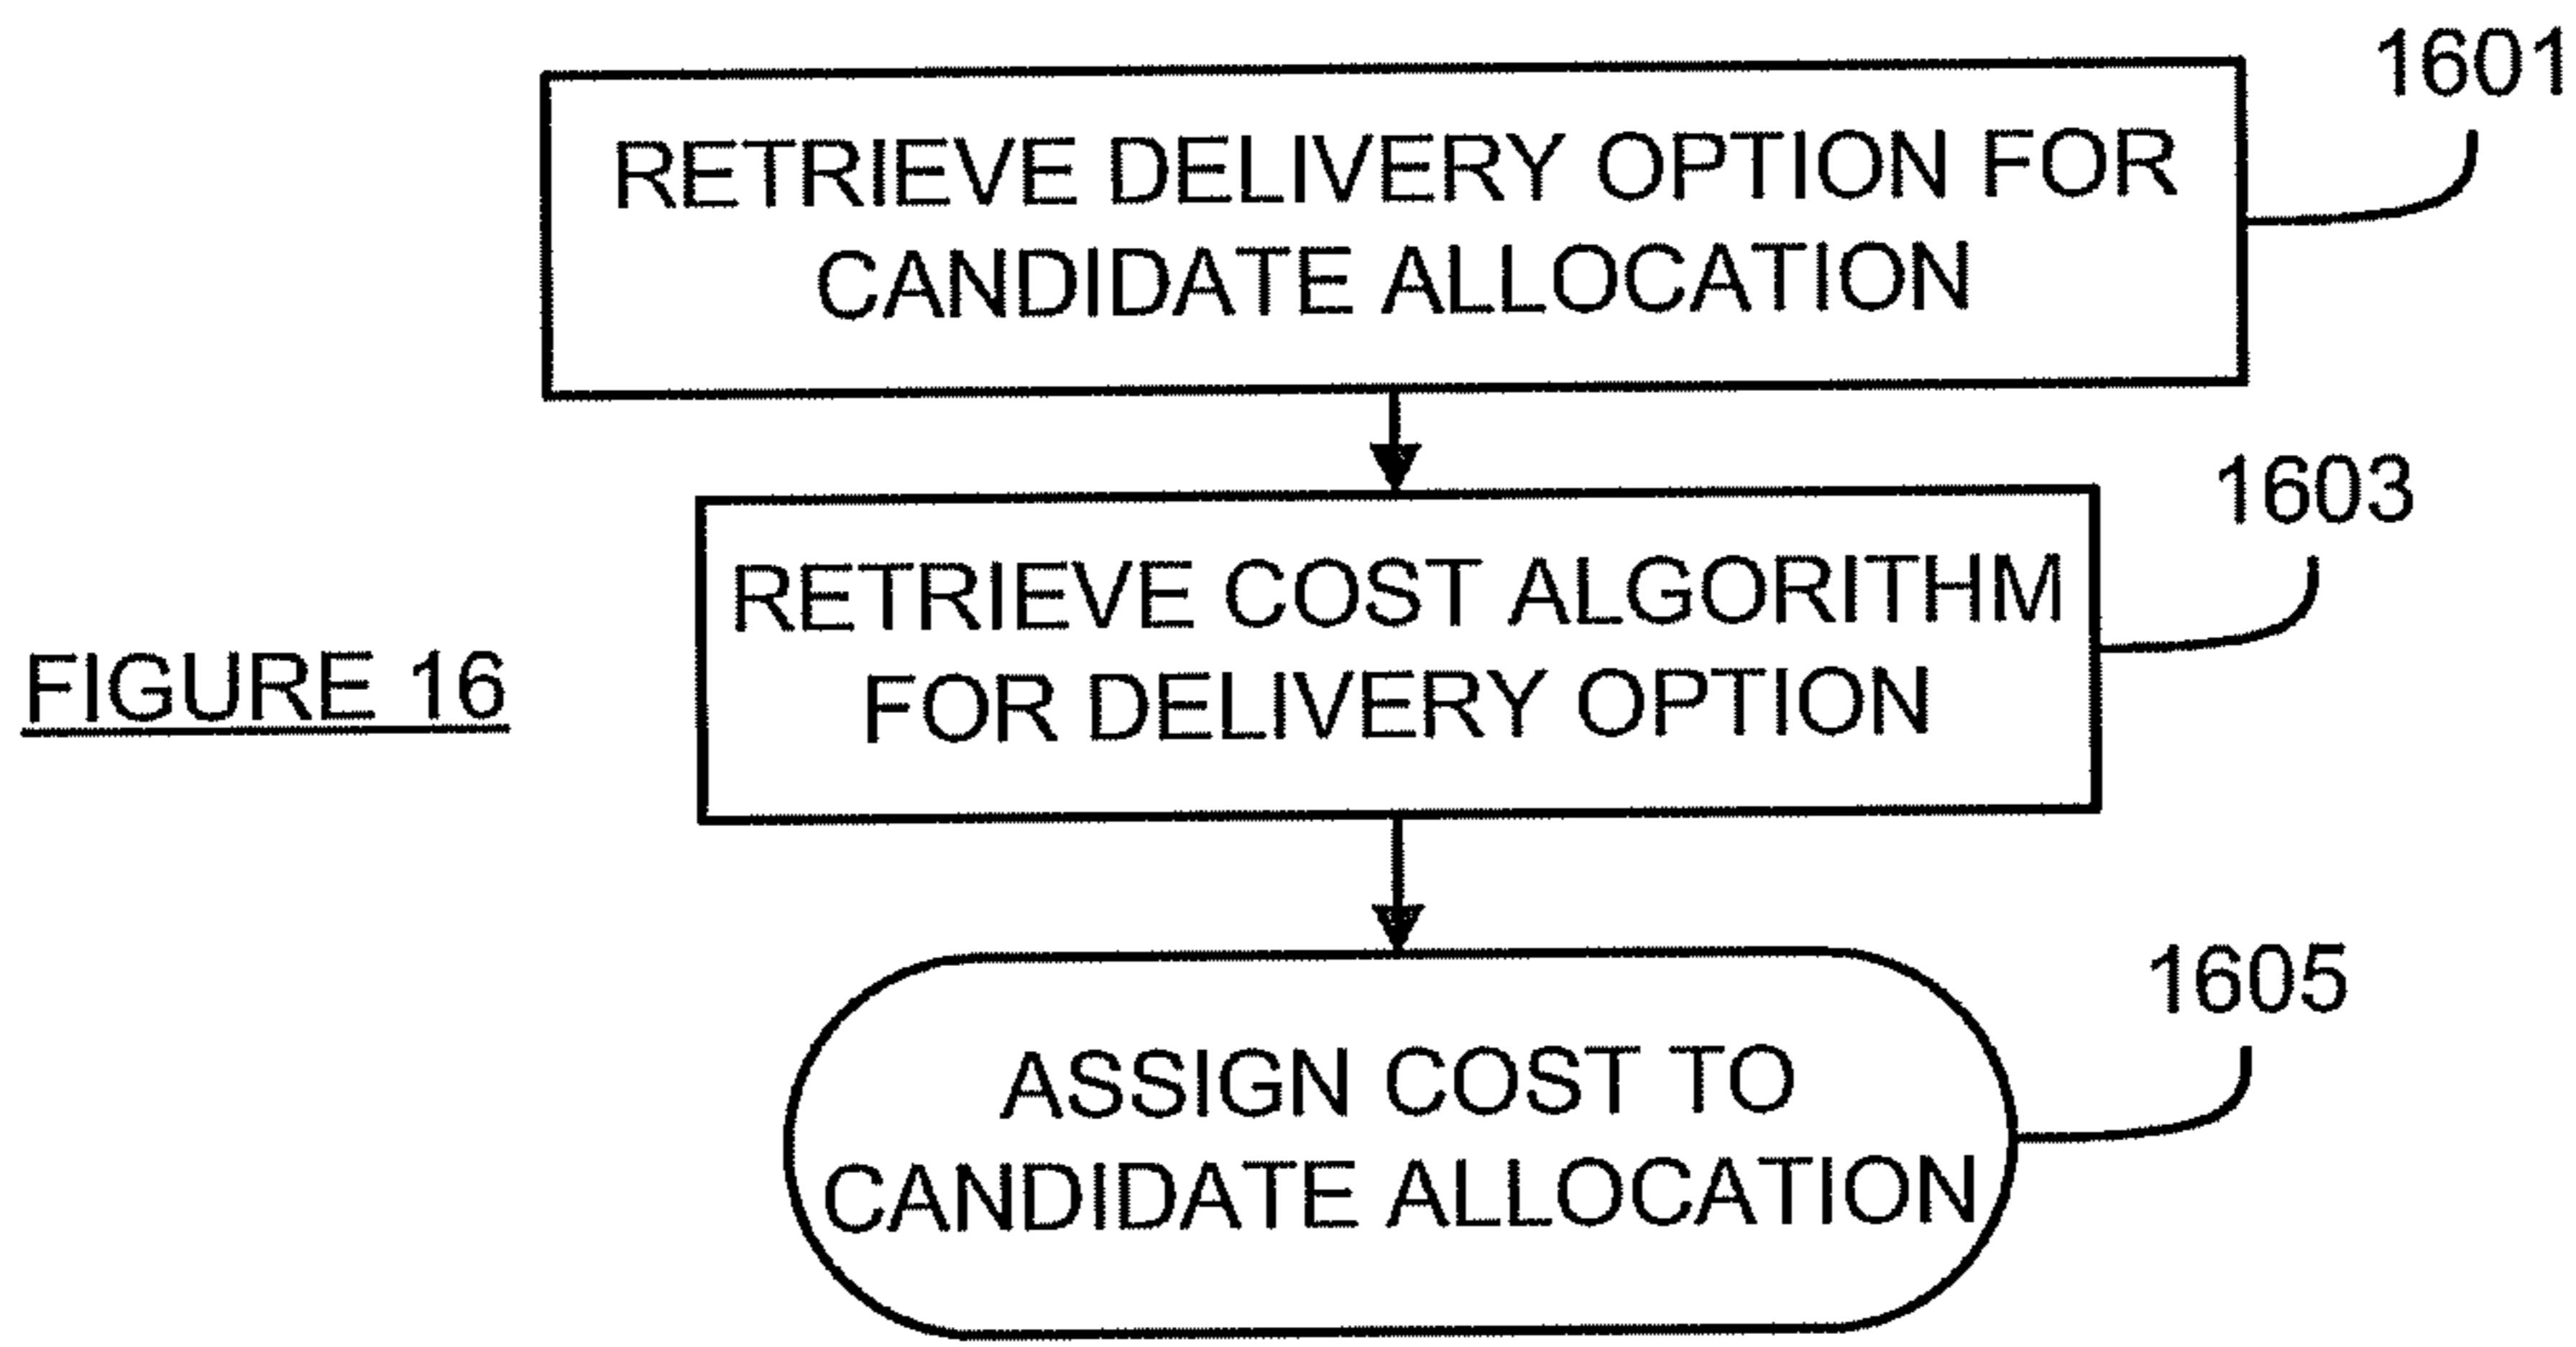 1601
RETRIEVE DELIVERY OPTION FOR
CANDIDATE ALLOCATION
1603
RETRIEVE COST ALGORITHM
FOR DELIVERY OPTION
FIGURE 16
1605
ASSIGN COST TO
CANDIDATE ALLOCATION